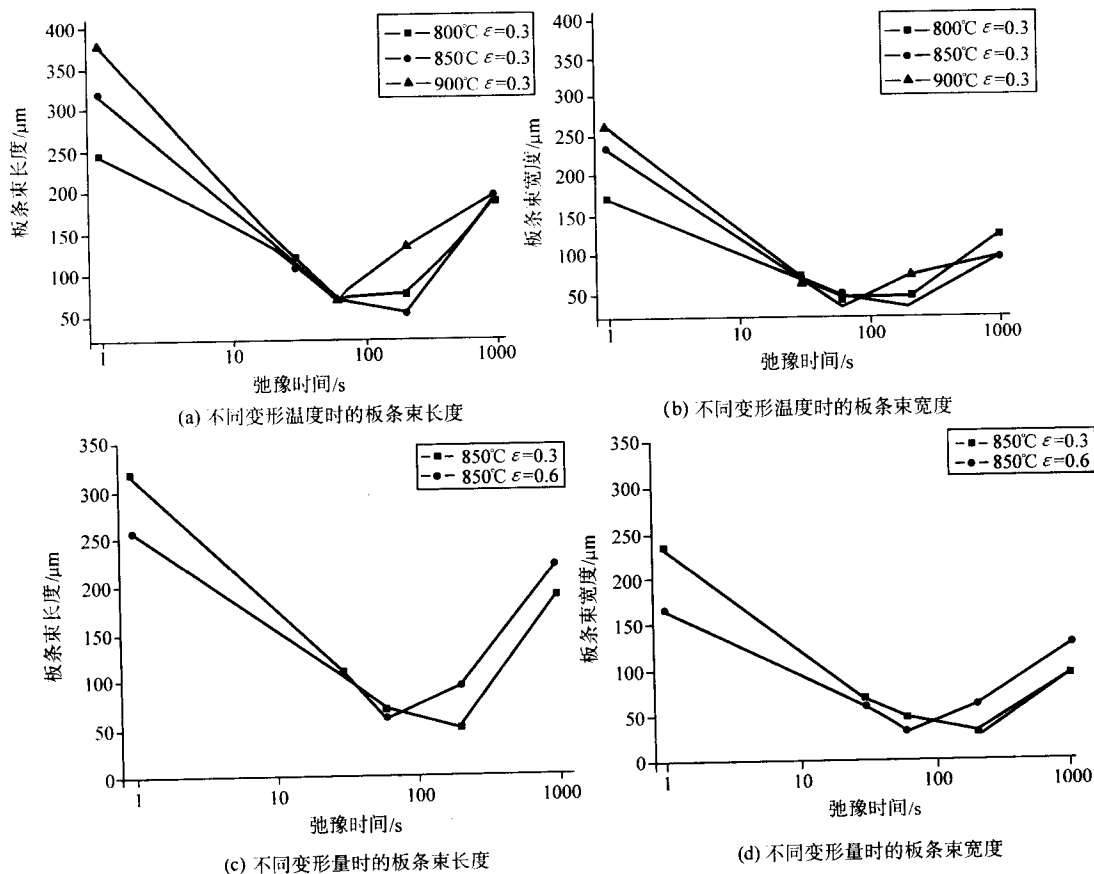 板条束长度/μm
400
350
300
250
200
150
100
50
800℃ ε=0.3
850℃ ε=0.3
900℃ ε=0.3
1
10
100
1000
弛豫时间/s
(a) 不同变形温度时的板条束长度
板条束宽度/μm
400
350
300
250
200
150
100
50
800℃ ε=0.3
850℃ ε=0.3
900℃ ε=0.3
1
10
100
1000
弛豫时间/s
(b) 不同变形温度时的板条束宽度
板条束长度/μm
350
300
250
200
150
100
50
0
850℃ ε=0.3
850℃ ε=0.6
1
10
100
1000
弛豫时间/s
(c) 不同变形量时的板条束长度
板条束宽度/μm
350
300
250
200
150
100
50
0
850℃ ε=0.3
850℃ ε=0.6
1
10
100
1000
弛豫时间/s
(d) 不同变形量时的板条束宽度